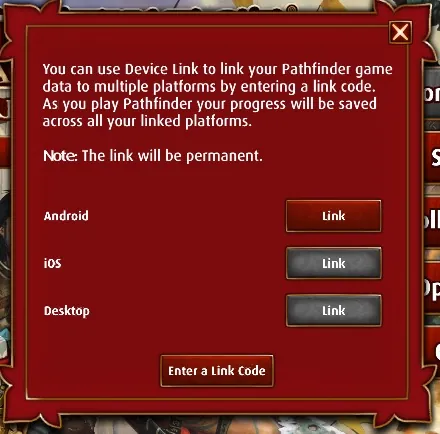 You can use Device Link to link your Pathfinder game
data to multiple platforms by entering a link code.
As you play Pathfinder your progress will be saved
across all your linked platforms.
Note: The link will be permanent.
Android Link
iOS Link
Desktop Link
Enter a Link Code